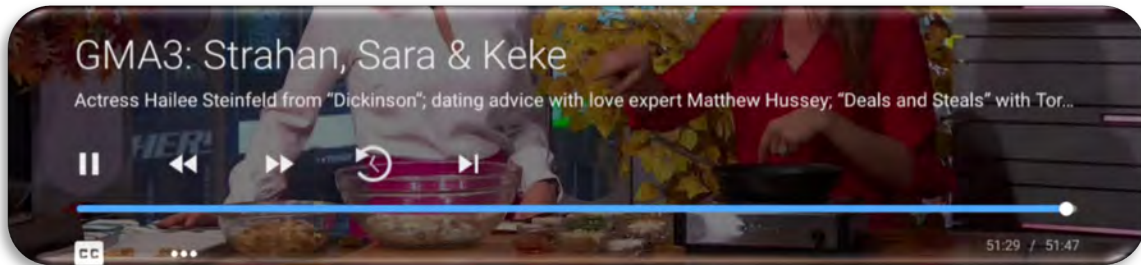 GMA3: Strahan, Sara & Keke
Actress Hailee Steinfeld from “Dickinson”; dating advice with love expert Matthew Hussey; “Deals and Steals” with Tor...
HER!
CC
51:29 / 51:47